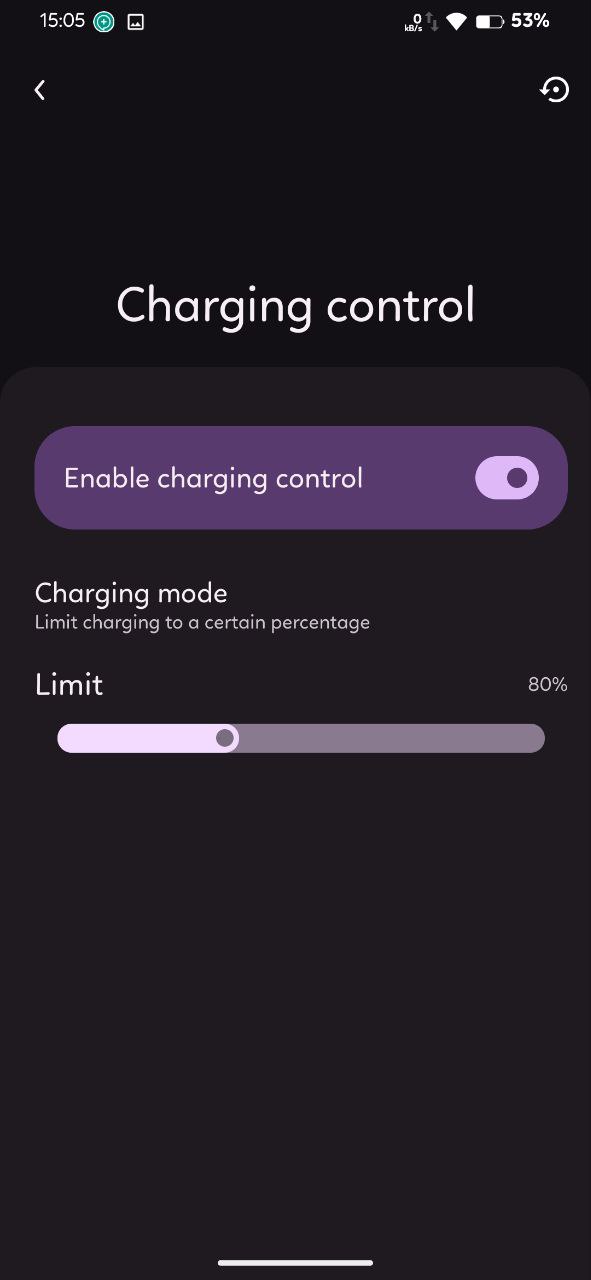 15:05
0
kB/s
53%
Charging control
Enable charging control
Charging mode
Limit charging to a certain percentage
Limit
80%